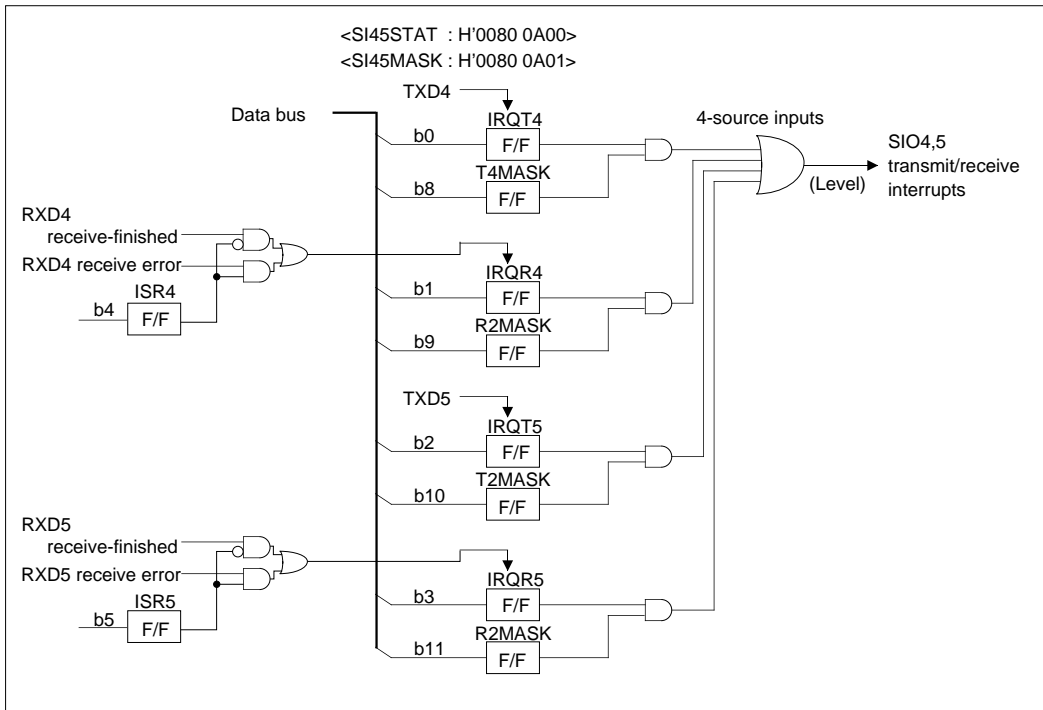 <SI45STAT : H'0080 0A00>
<SI45MASK : H'0080 0A01>
TXD4
Data bus
IRQT4
b0
F/F
4-source inputs
T4MASK
b8
F/F
(Level)
SIO4,5
transmit/receive
interrupts
RXD4
receive-finished
RXD4 receive error
ISR4
b4
F/F
IRQR4
b1
F/F
R2MASK
b9
F/F
TXD5
IRQT5
b2
F/F
T2MASK
b10
F/F
RXD5
receive-finished
RXD5 receive error
ISR5
b5
F/F
IRQR5
b3
F/F
R2MASK
b11
F/F